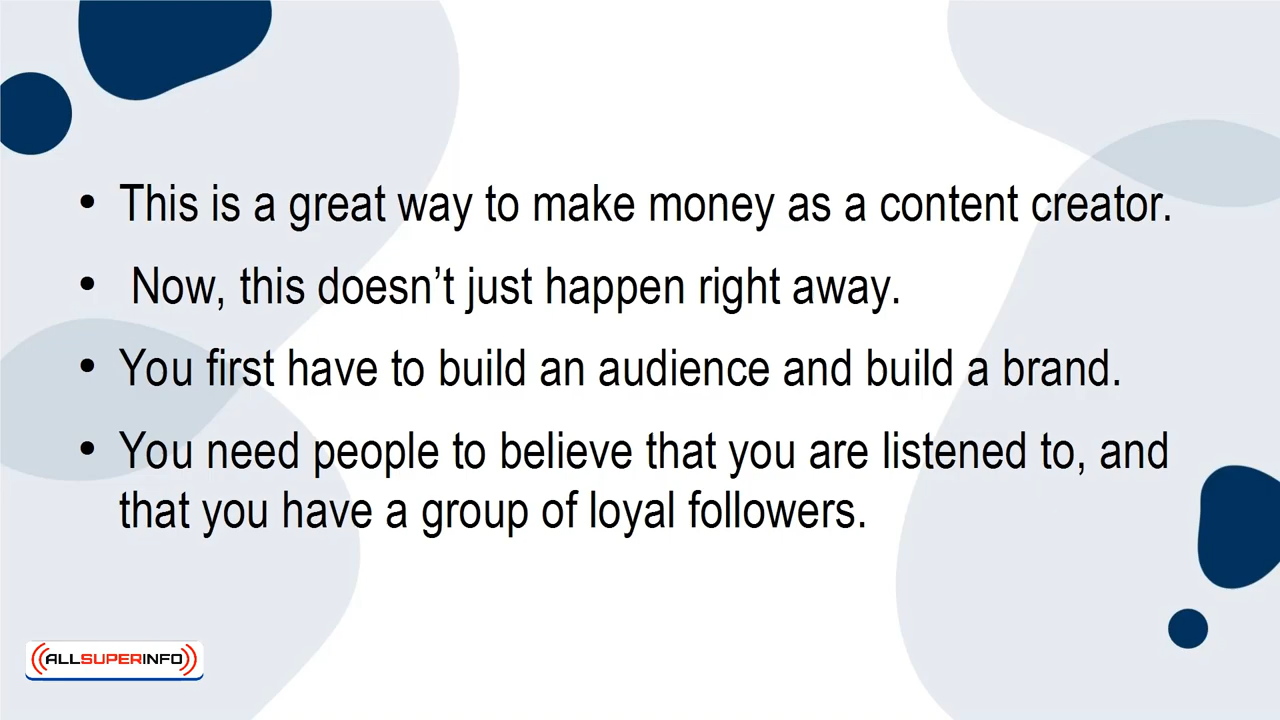 • This is a great way to make money as a content creator.
• Now, this doesn’t just happen right away.
• You first have to build an audience and build a brand.
• You need people to believe that you are listened to, and
that you have a group of loyal followers.
ALLSUPERINFO